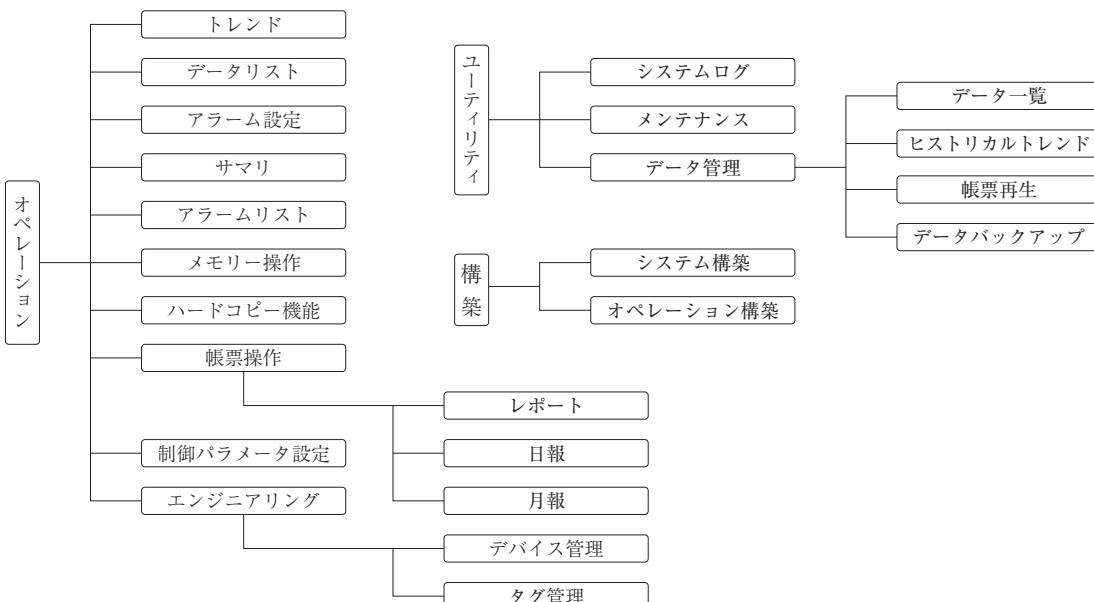 オペレーション
トレンド
データリスト
アラーム設定
サマリ
アラームリスト
メモリー操作
ハードコピー機能
帳票操作
レポート
日報
月報
制御パラメータ設定
エンジニアリング
デバイス管理
タグ管理
ユーティリティ
システムログ
メンテナンス
データ管理
データ一覧
ヒストリカルトレンド
帳票再生
データバックアップ
構築
システム構築
オペレーション構築